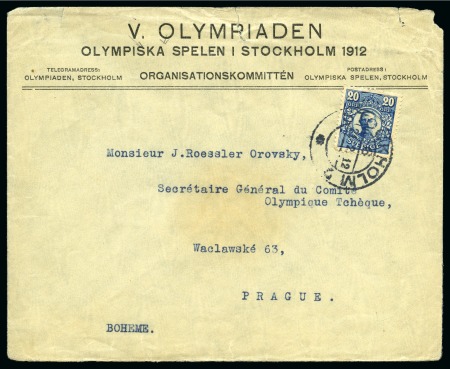 V. OLYMPIADEN
OLYMPISKA SPELEN I STOCKHOLM 1912
TELEGRAMADRESS:
OLYMPIADEN, STOCKHOLM
ORGANISATIONSKOMMITTÉN
POSTADRESS:
OLYMPISKA SPELEN, STOCKHOLM
20 20
SVERIGE
Monsieur J.Roessler Orovsky,
Secrétaire Général du Comité
Olympique Tchèque,
Waclawské 63,
PRAGUE.
BOHEME.